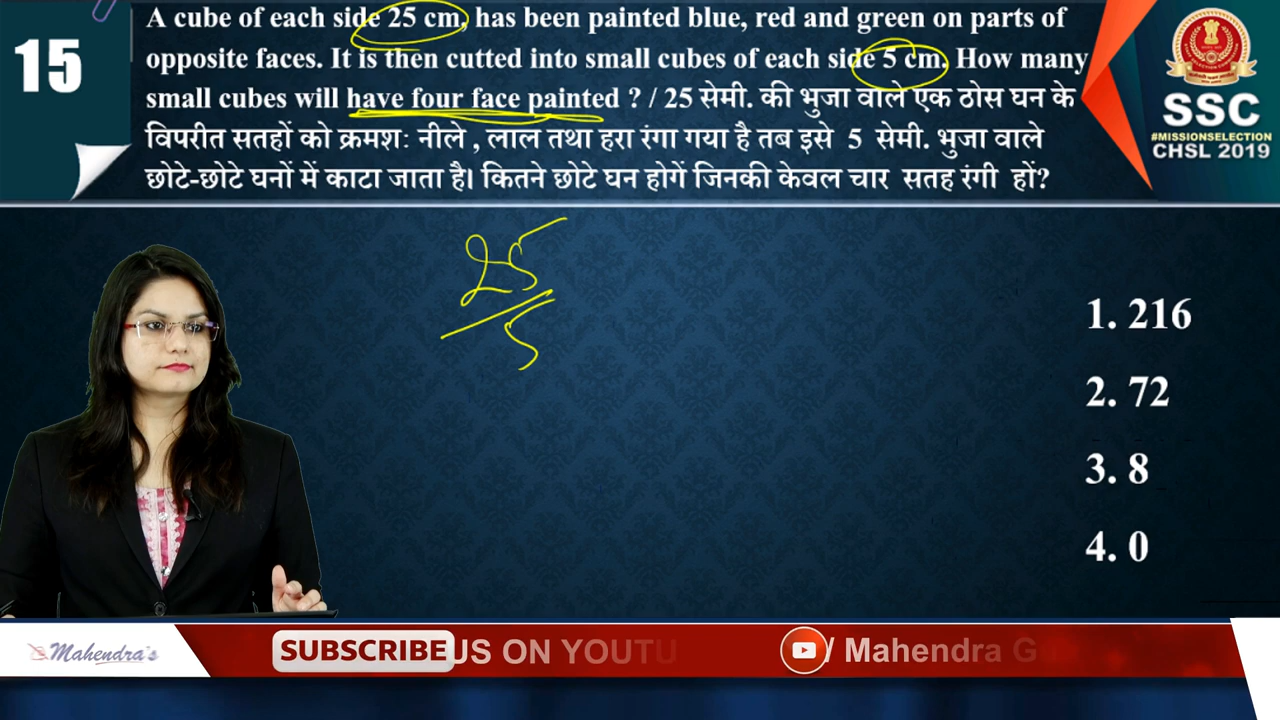 15
A cube of each side 25 cm, has been painted blue, red and green on parts of
opposite faces. It is then cutted into small cubes of each side 5 cm. How many
small cubes will have four face painted ? / 25 सेमी. की भुजा वाले एक ठोस घन के
विपरीत सतहों को क्रमशः नीले , लाल तथा हरा रंगा गया है तब इसे 5 सेमी. भुजा वाले
छोटे-छोटे घनों में काटा जाता है। कितने छोटे घन होगें जिनकी केवल चार सतह रंगी हों?
SSC
#MISSIONSELECTION
CHSL 2019
25
5
1. 216
2. 72
3. 8
4. 0
Mahendra's
SUBSCRIBE US ON YOUTU
/ Mahendra G